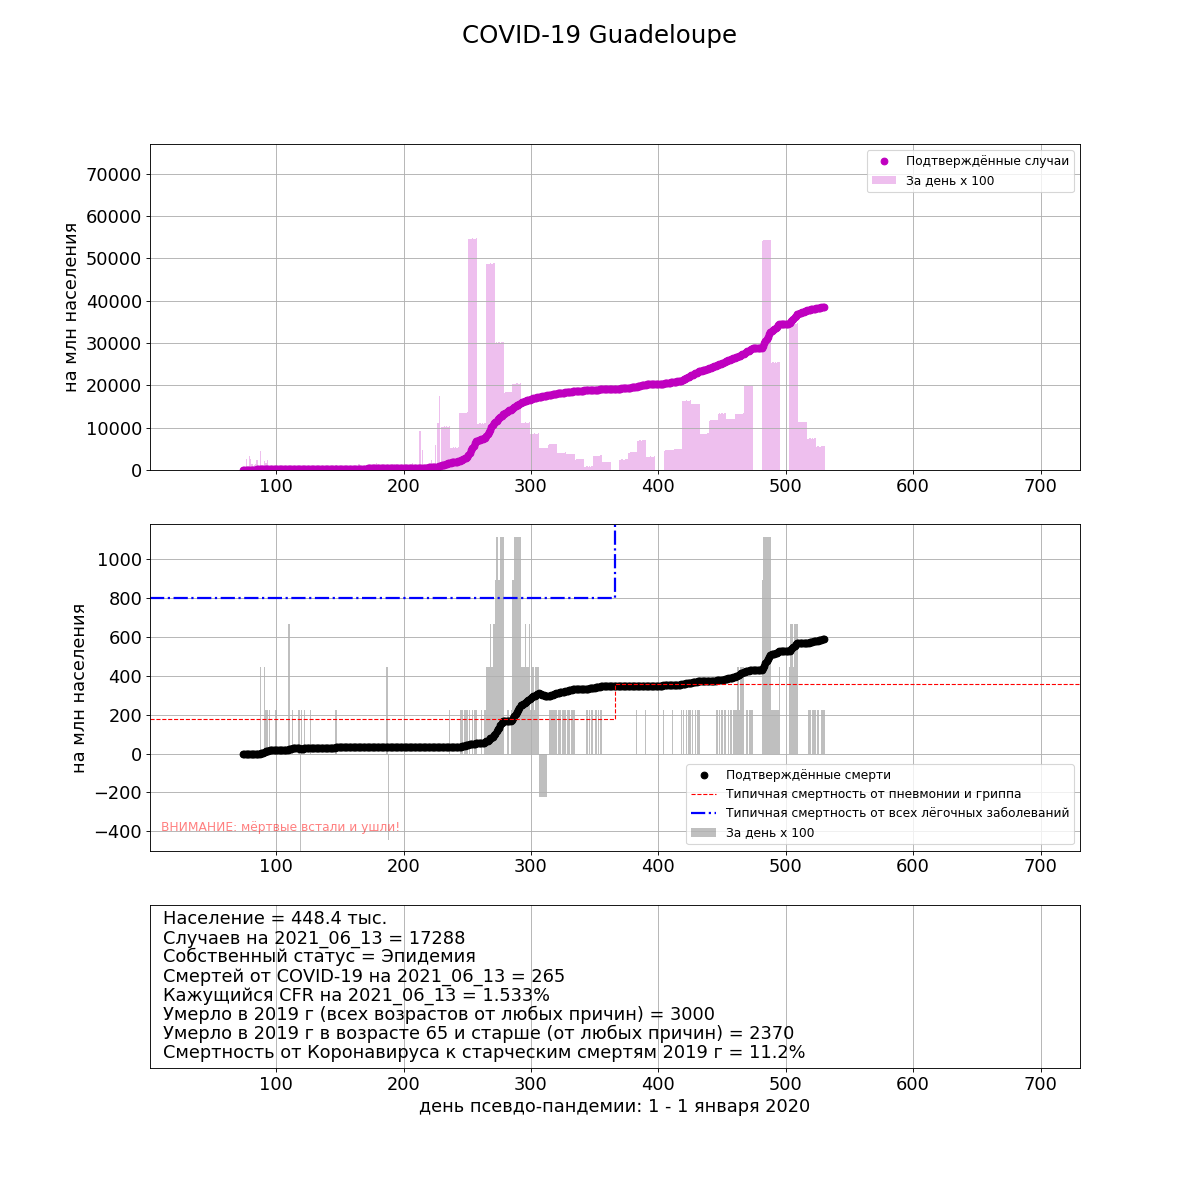 COVID-19 Guadeloupe
70000
60000
50000
40000
30000
20000
10000
0
на млн населения
Подтверждённые случаи
За день x 100
100 200 300 400 500 600 700
1000
800
600
400
200
0
−200
−400
на млн населения
ВНИМАНИЕ: мёртвые встали и ушли!
Подтверждённые смерти
Типичная смертность от пневмонии и гриппа
Типичная смертность от всех лёгочных заболеваний
За день x 100
100 200 300 400 500 600 700
Население = 448.4 тыс.
Случаев на 2021_06_13 = 17288
Собственный статус = Эпидемия
Смертей от COVID-19 на 2021_06_13 = 265
Кажущийся CFR на 2021_06_13 = 1.533%
Умерло в 2019 г (всех возрастов от любых причин) = 3000
Умерло в 2019 г в возрасте 65 и старше (от любых причин) = 2370
Смертность от Коронавируса к старческим смертям 2019 г = 11.2%
100 200 300 400 500 600 700
день псевдо-пандемии: 1 - 1 января 2020